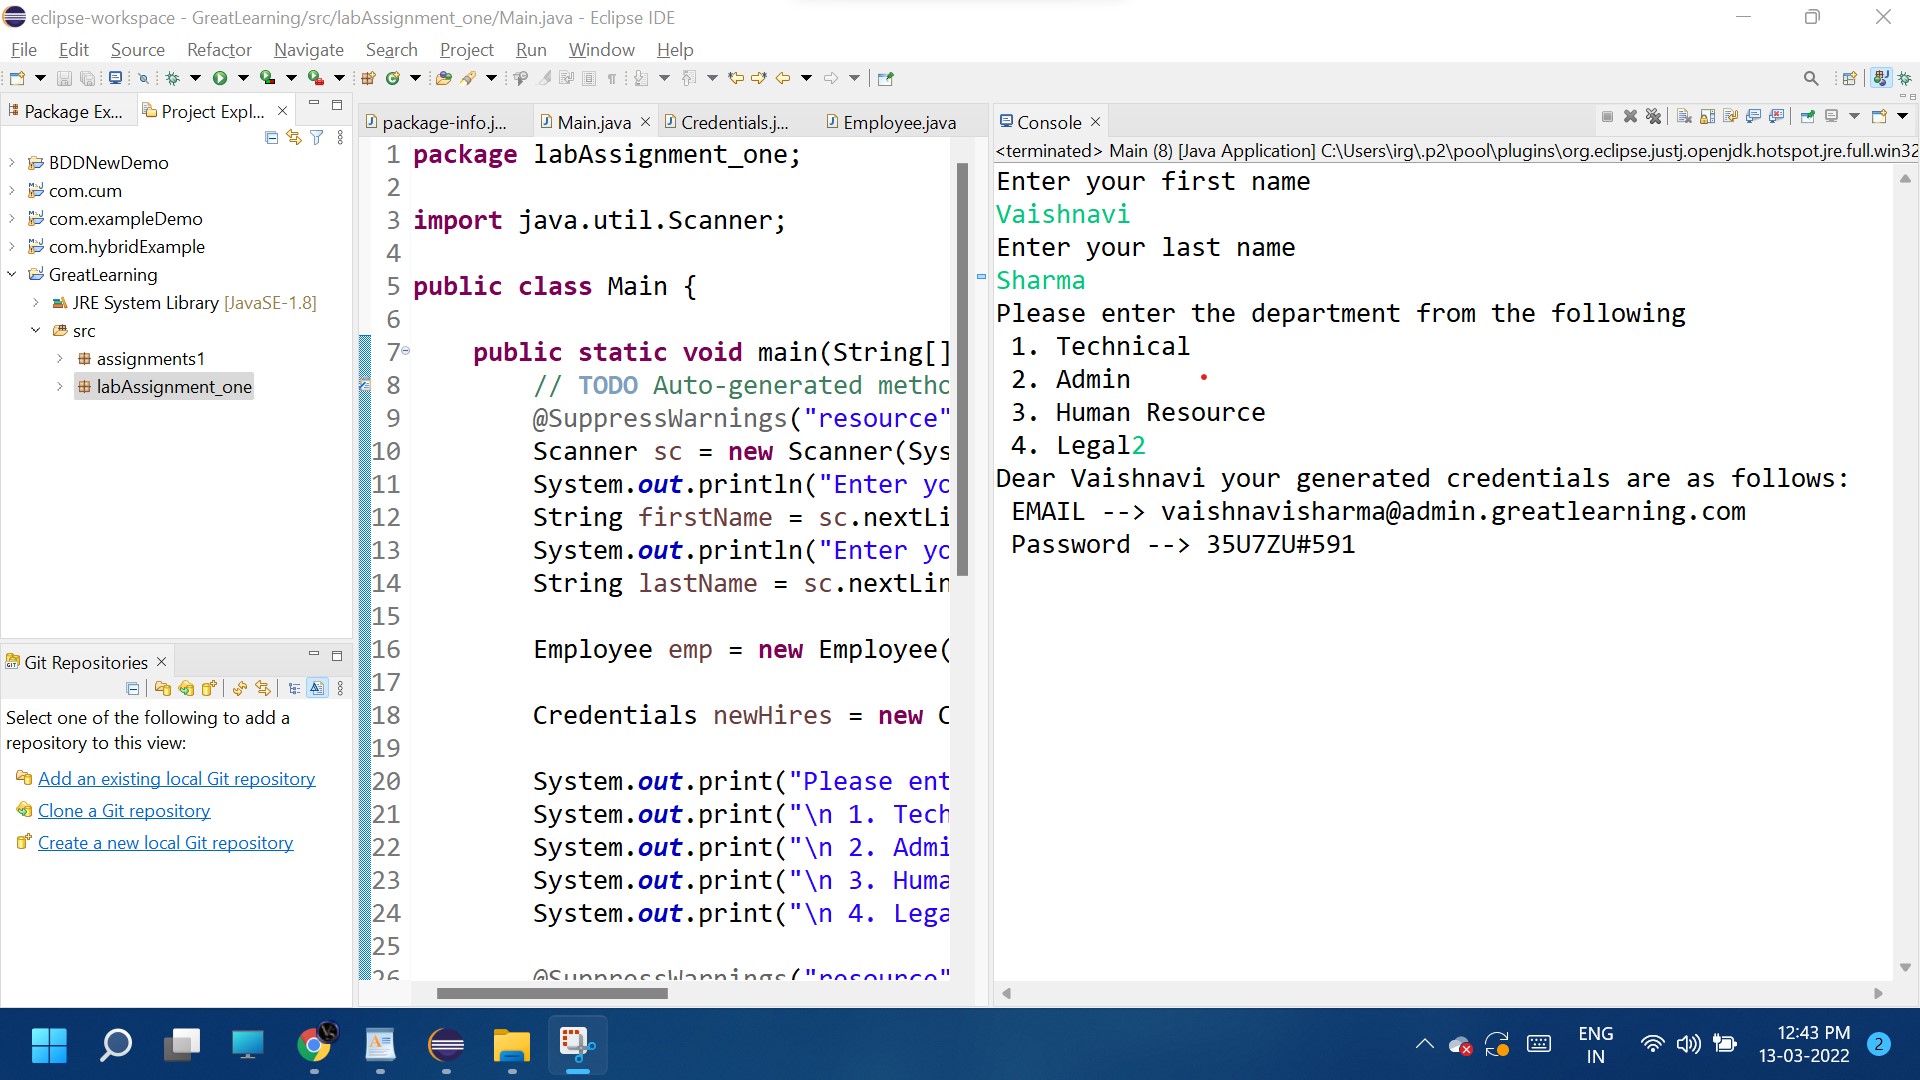 eclipse-workspace - GreatLearning/src/labAssignment_one/Main.java - Eclipse IDE
File Edit Source Refactor Navigate Search Project Run Window Help
Package Ex... Project Expl...
BDDNewDemo
com.cum
com.exampleDemo
com.hybridExample
GreatLearning
JRE System Library [JavaSE-1.8]
src
assignments1
labAssignment_one
Git Repositories
Select one of the following to add a
repository to this view:
Add an existing local Git repository
Clone a Git repository
Create a new local Git repository
package-info.j... Main.java Credentials.j... Employee.java
1 package labAssignment_one;
2
3 import java.util.Scanner;
4
5 public class Main {
6
7 public static void main(String[]
8 // TODO Auto-generated metho
9 @SuppressWarnings("resource"
10 Scanner sc = new Scanner(Sys
11 System.out.println("Enter yo
12 String firstName = sc.nextLi
13 System.out.println("Enter yo
14 String lastName = sc.nextLin
15
16 Employee emp = new Employee(
17
18 Credentials newHires = new C
19
20 System.out.print("Please ent
21 System.out.print("\n 1. Tech
22 System.out.print("\n 2. Admi
23 System.out.print("\n 3. Huma
24 System.out.print("\n 4. Lega
25
26 @SuppressWarnings("resource"
Console
<terminated> Main (8) [Java Application] C:\Users\irg\.p2\pool\plugins\org.eclipse.justj.openjdk.hotspot.jre.full.win32
Enter your first name
Vaishnavi
Enter your last name
Sharma
Please enter the department from the following
1. Technical
2. Admin
3. Human Resource
4. Legal2
Dear Vaishnavi your generated credentials are as follows:
EMAIL --> vaishnavisharma@admin.greatlearning.com
Password --> 35U7ZU#591
ENG
IN
12:43 PM
13-03-2022
2